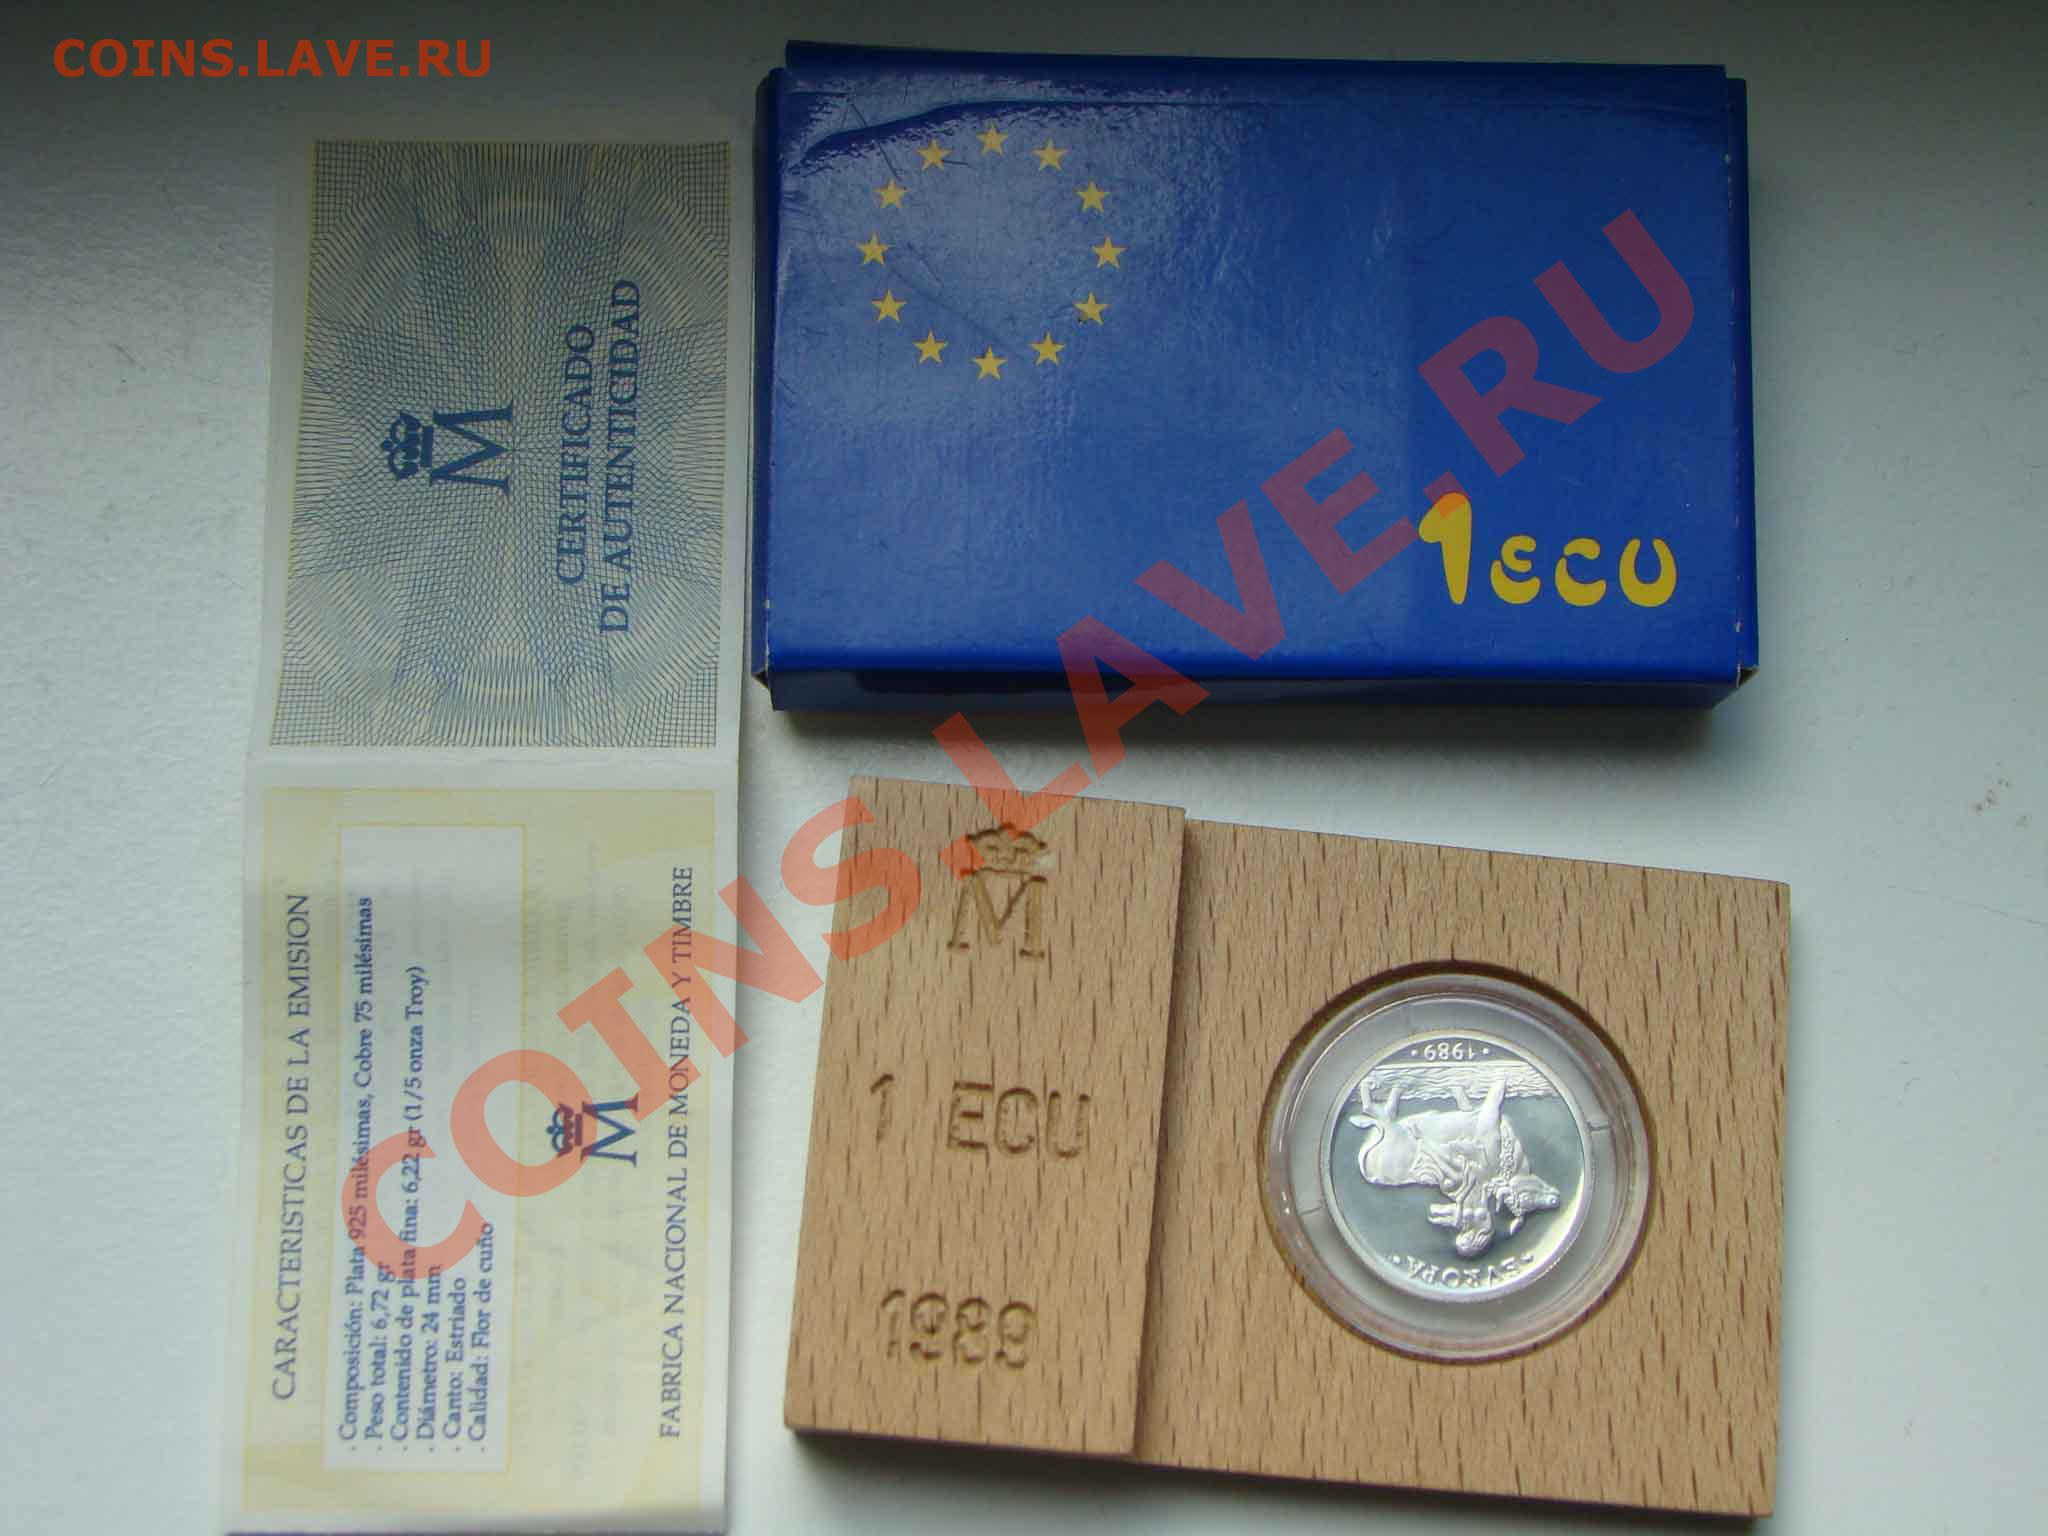 COINS.LAVE.RU
M
CERTIFICADO
DE AUTENTICIDAD
CARACTERISTICAS DE LA EMISION
· Composición: Plata 925 milésimas, Cobre 75 milésimas
· Peso total: 6,72 gr
· Contenido de plata fina: 6,22 gr (1/5 onza Troy)
· Diámetro: 24 mm
· Canto: Estriado
· Calidad: Flor de cuño
M
FABRICA NACIONAL DE MONEDA Y TIMBRE
1 ECU
M
1 ECU
1989
· EVROPA ·
· 1989 ·
COINS.LAVE.RU